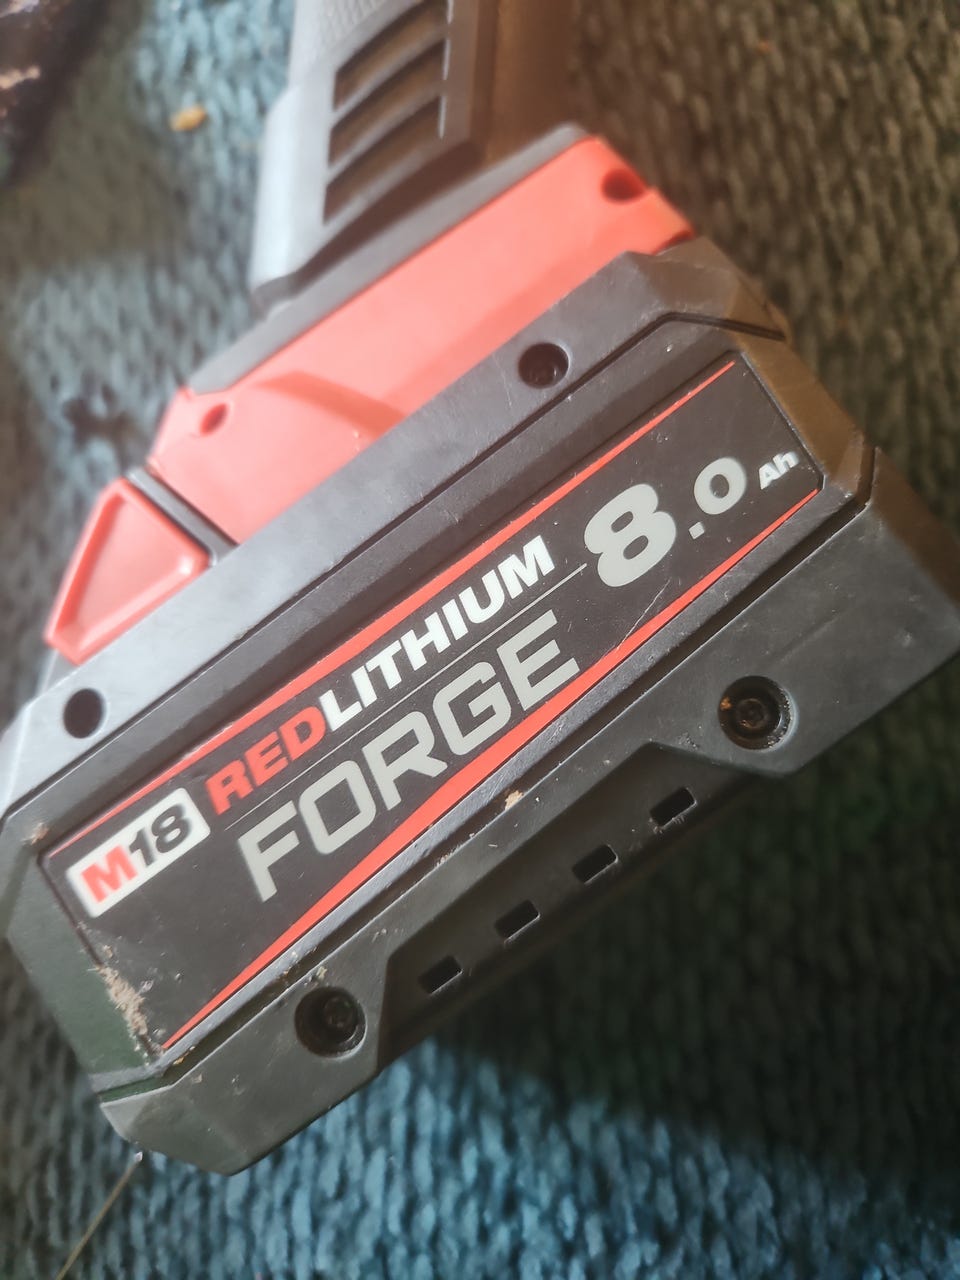 M18 REDLITHIUM 8.0 Ah
FORGE